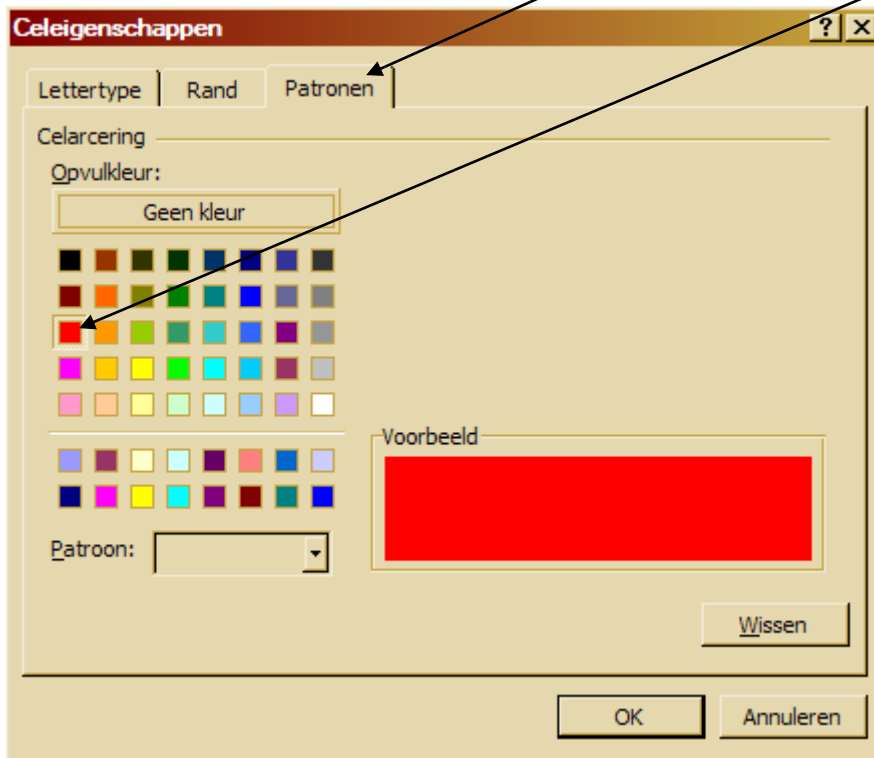 Celeigenschappen
Lettertype Rand Patronen
Celarcering
Opvulkleur:
Geen kleur
Voorbeeld
Patroon:
Wissen
OK Annuleren